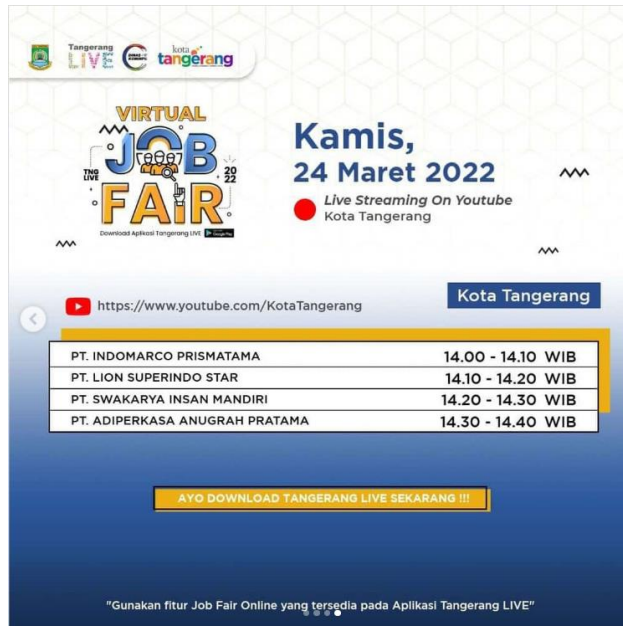 Tangerang
LIVE
kota
tangerang
VIRTUAL
JOB
FAIR
TNG
LIVE
20
22
Download Aplikasi Tangerang LIVE
Kamis,
24 Maret 2022
Live Streaming On Youtube
Kota Tangerang
https://www.youtube.com/KotaTangerang
Kota Tangerang
PT. INDOMARCO PRISMATAMA 14.00 - 14.10 WIB
PT. LION SUPERINDO STAR 14.10 - 14.20 WIB
PT. SWAKARYA INSAN MANDIRI 14.20 - 14.30 WIB
PT. ADIPERKASA ANUGRAH PRATAMA 14.30 - 14.40 WIB
AYO DOWNLOAD TANGERANG LIVE SEKARANG !!!
"Gunakan fitur Job Fair Online yang tersedia pada Aplikasi Tangerang LIVE"